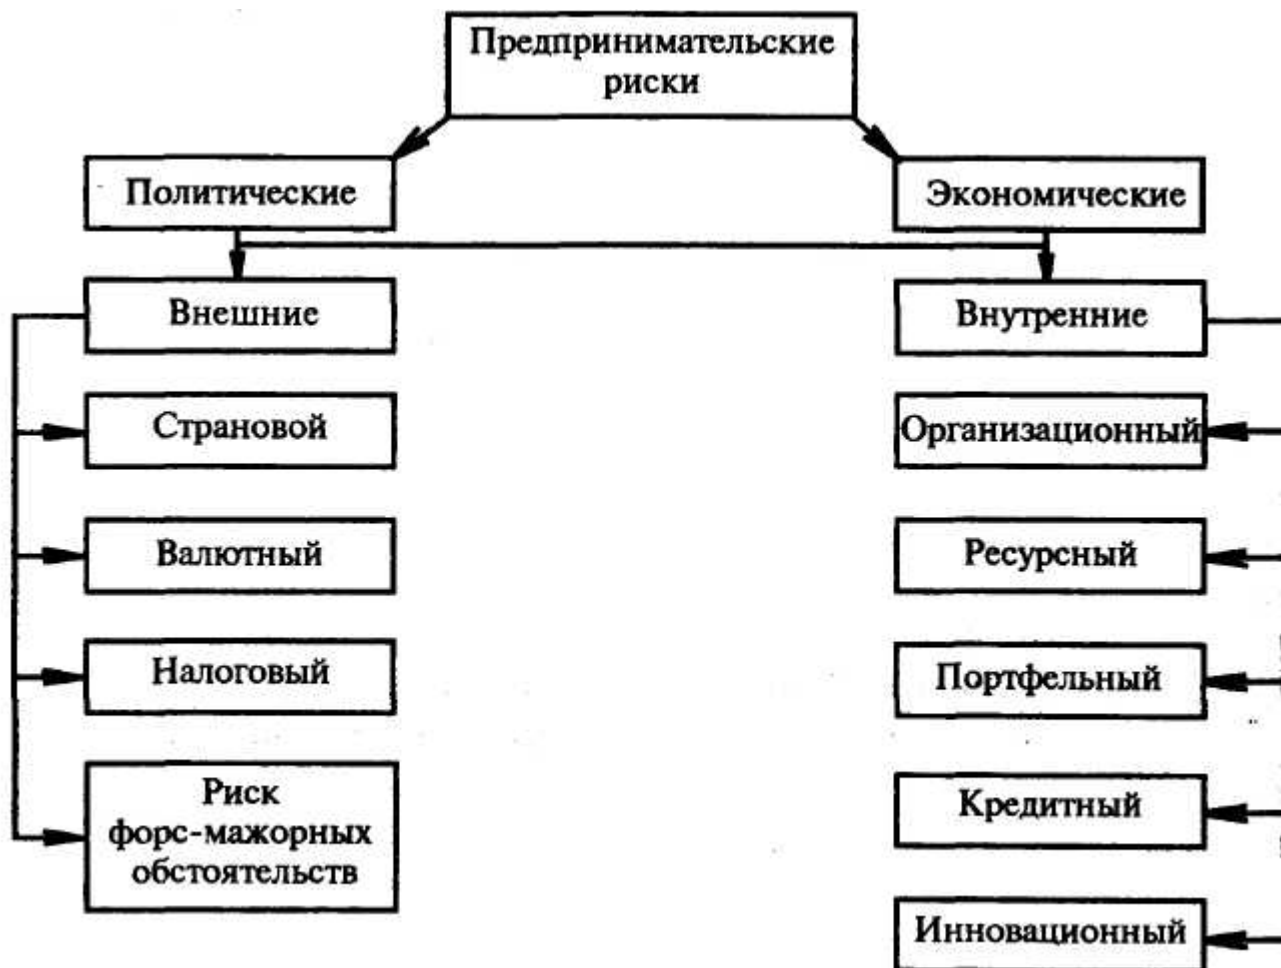 Предпринимательские
риски
Политические
Экономические
Внешние
Внутренние
Страновой
Организационный
Валютный
Ресурсный
Налоговый
Портфельный
Риск
форс-мажорных
обстоятельств
Кредитный
Инновационный